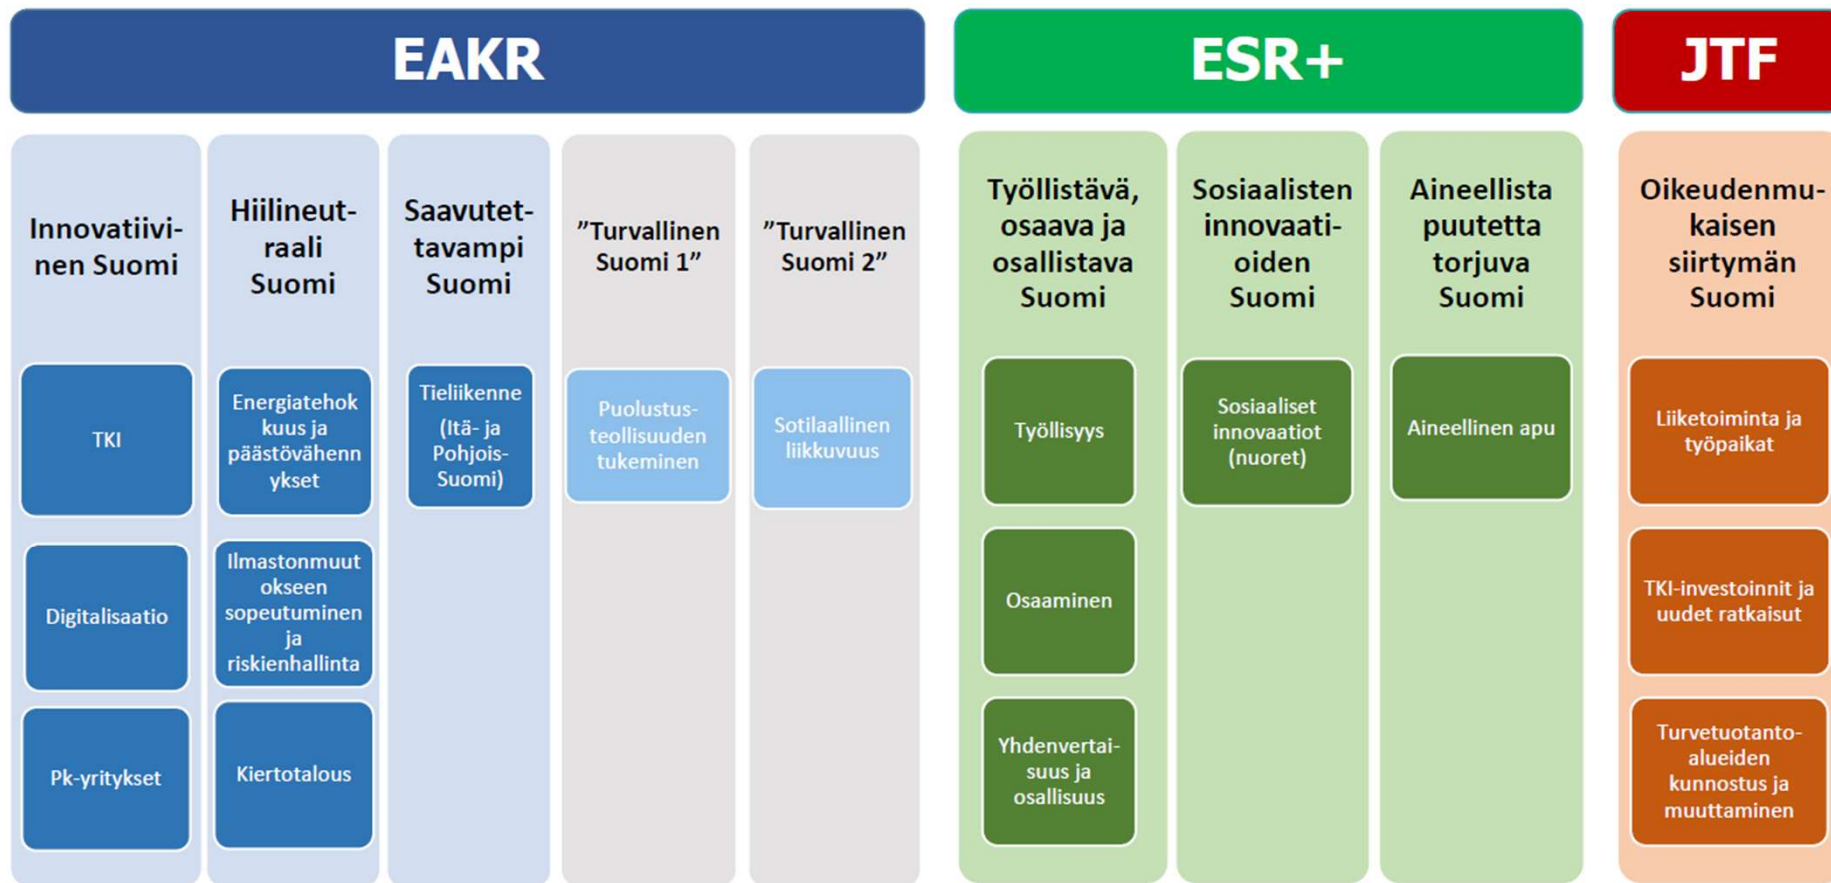 EAKR
Innovatiivi-
nen Suomi
TKI
Digitalisaatio
Pk-yritykset
Hiilineut-
raali
Suomi
Energiatehok
kuus ja
päästövähenn
ykset
Ilmastonmuut
okseen
sopeutuminen
ja
riskienhallinta
Kiertotalous
Saavutet-
tavampi
Suomi
Tieliikenne
(Itä- ja
Pohjois-
Suomi)
”Turvallinen
Suomi 1”
Puolustus-
teollisuuden
tukeminen
”Turvallinen
Suomi 2”
Sotilaallinen
liikkuvuus
ESR+
Työllistävä,
osaava ja
osallistava
Suomi
Työllisyys
Osaaminen
Yhdenvertai-
suus ja
osallisuus
Sosiaalisten
innovaati-
oiden
Suomi
Sosiaaliset
innovaatiot
(nuoret)
Aineellista
puutetta
torjuva
Suomi
Aineellinen apu
JTF
Oikeudenmu-
kaisen
siirtymän
Suomi
Liiketoiminta ja
työpaikat
TKI-investoinnit ja
uudet ratkaisut
Turvetuotanto-
alueiden
kunnostus ja
muuttaminen